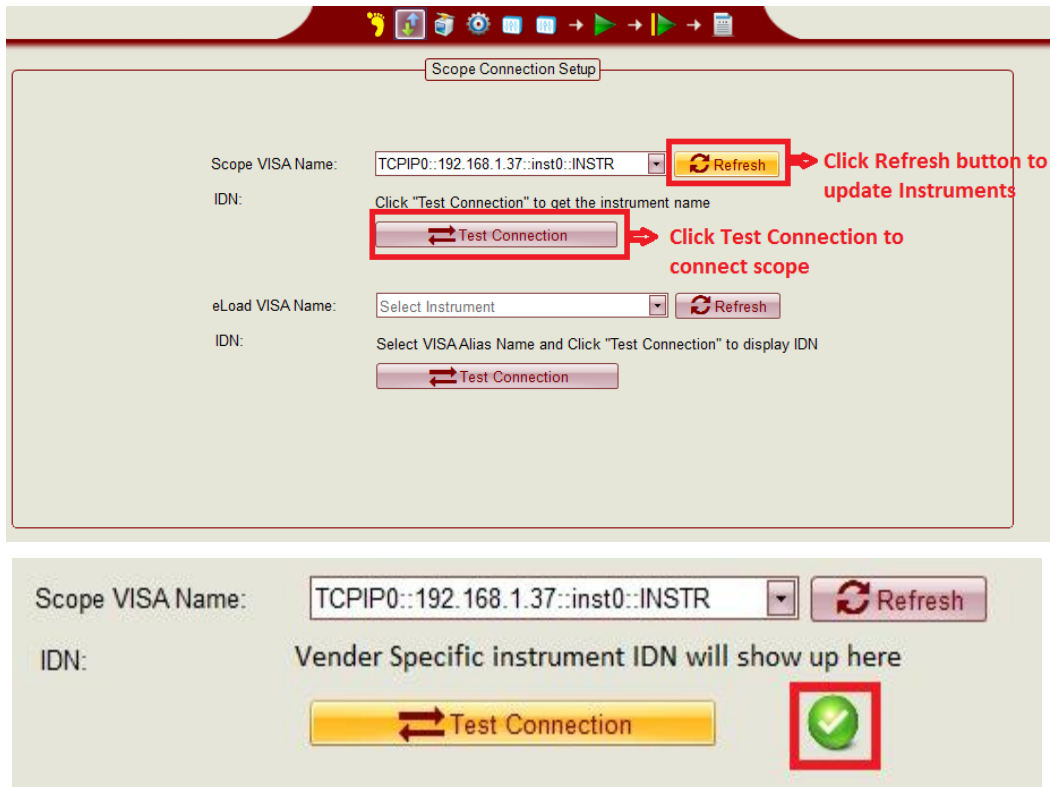 Scope Connection Setup
Scope VISA Name: TCPIP0::192.168.1.37::inst0::INSTR Refresh
Click Refresh button to
update Instruments
IDN: Click "Test Connection" to get the instrument name
Test Connection
Click Test Connection to
connect scope
eLoad VISA Name: Select Instrument Refresh
IDN: Select VISA Alias Name and Click "Test Connection" to display IDN
Test Connection
Scope VISA Name: TCPIP0::192.168.1.37::inst0::INSTR Refresh
IDN: Vender Specific instrument IDN will show up here
Test Connection